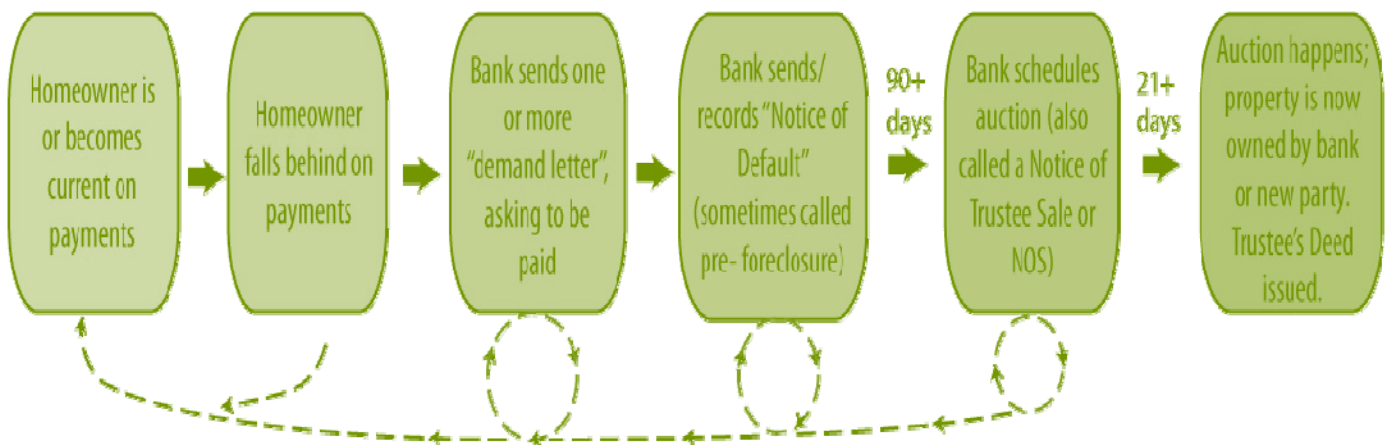 Homeowner is
or becomes
current on
payments
Homeowner
falls behind on
payments
Bank sends one
or more
“demand letter”,
asking to be
paid
Bank sends/
records “Notice of
Default”
(sometimes called
pre- foreclosure)
90+
days
Bank schedules
auction (also
called a Notice of
Trustee Sale or
NOS)
21+
days
Auction happens;
property is now
owned by bank
or new party.
Trustee’s Deed
issued.